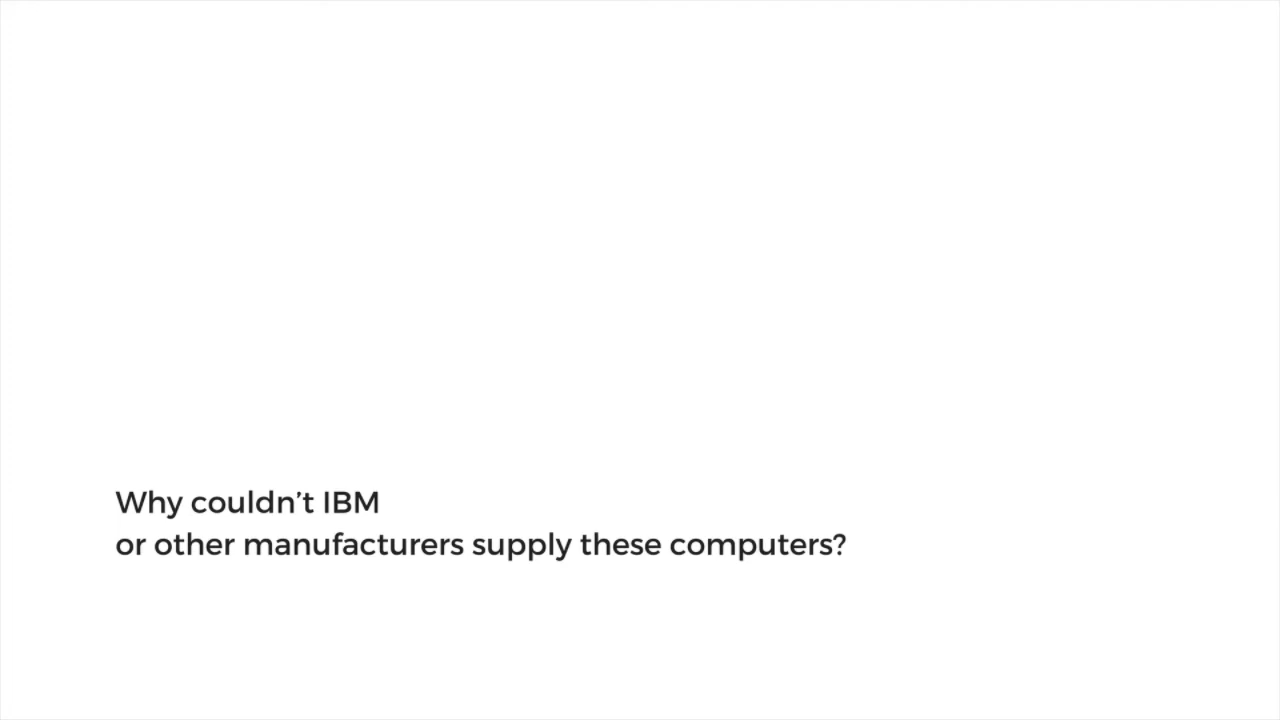 Why couldn’t IBM
or other manufacturers supply these computers?